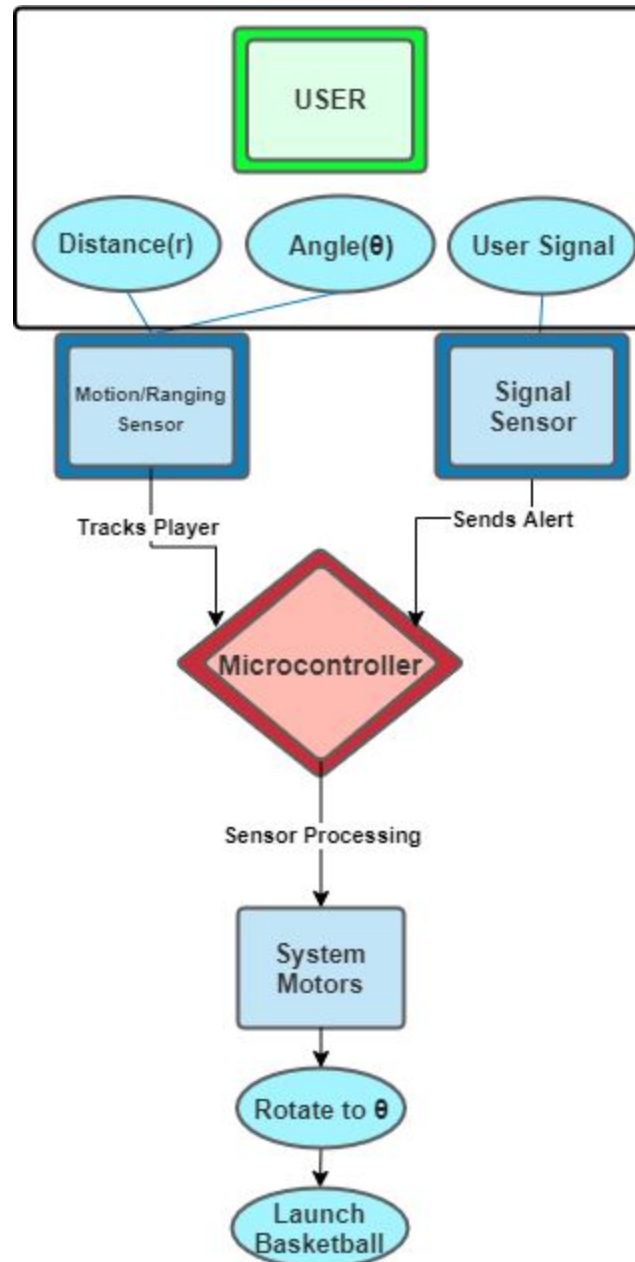 USER
Distance(r)
Angle(θ)
User Signal
Motion/Ranging
Sensor
Signal
Sensor
Tracks Player
Sends Alert
Microcontroller
Sensor Processing
System
Motors
Rotate to θ
Launch
Basketball